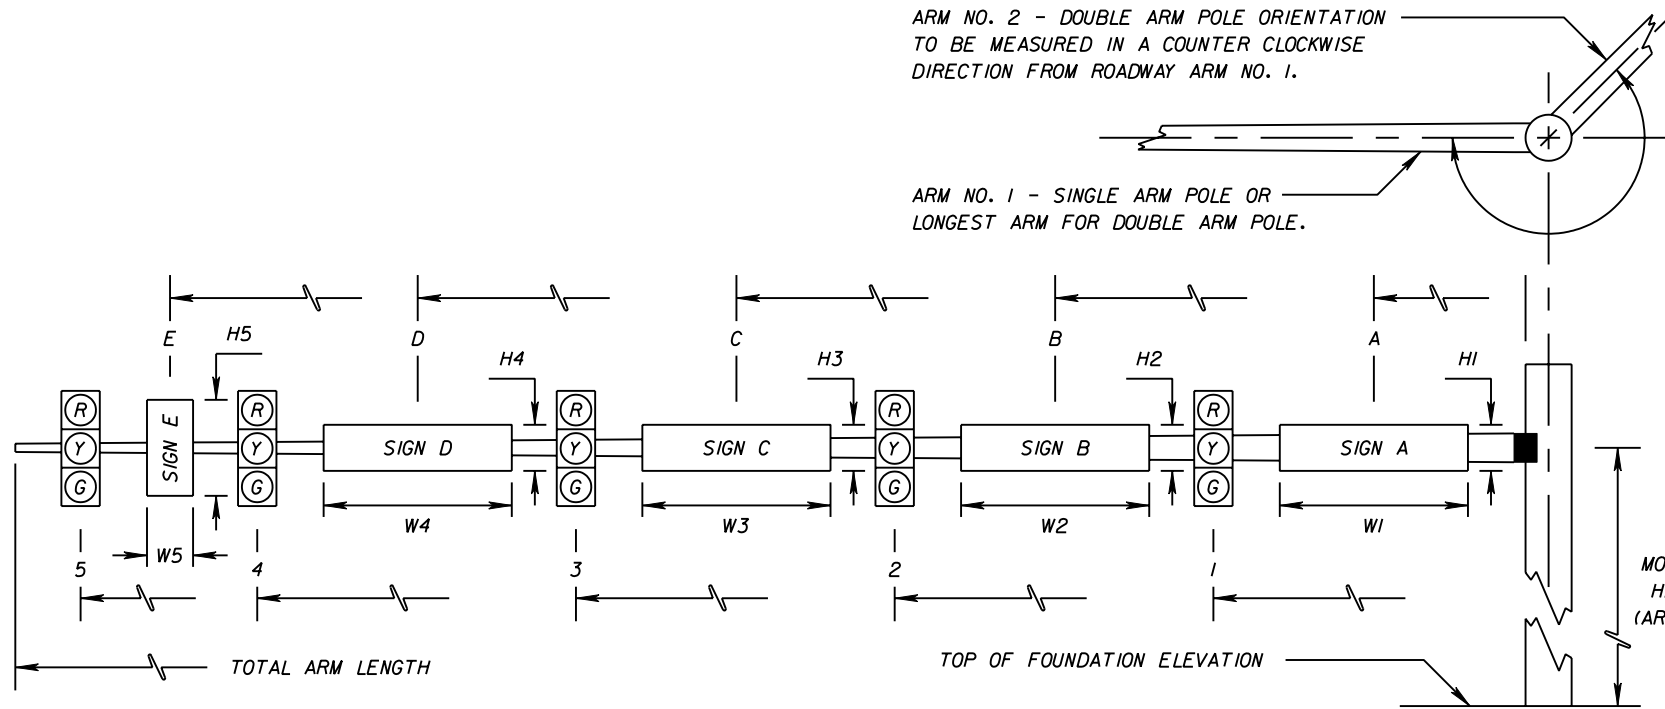 ARM NO. 2 - DOUBLE ARM POLE ORIENTATION
TO BE MEASURED IN A COUNTER CLOCKWISE
DIRECTION FROM ROADWAY ARM NO. 1.
ARM NO. 1 - SINGLE ARM POLE OR
LONGEST ARM FOR DOUBLE ARM POLE.
E D C B A
H5 H4 H3 H2 H1
R R R R R
Y SIGN E Y SIGN D Y SIGN C Y SIGN B Y SIGN A
G G G G G
W5 W4 W3 W2 W1
5 4 3 2 1
MO
H
(AR
TOTAL ARM LENGTH
TOP OF FOUNDATION ELEVATION